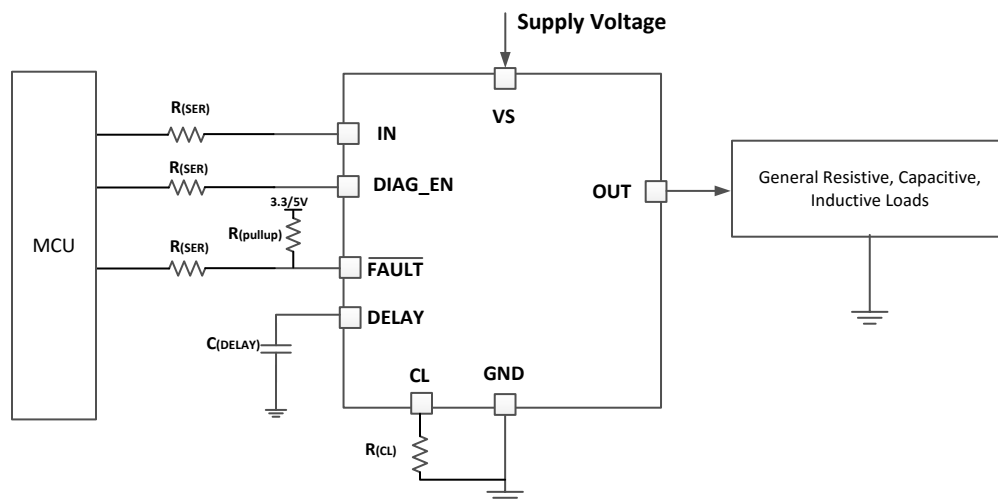 Supply Voltage
VS
R(SER)
IN
R(SER)
DIAG_EN
3.3/5V
R(pullup)
R(SER)
FAULT
MCU
DELAY
C(DELAY)
CL
GND
R(CL)
OUT
General Resistive, Capacitive,
Inductive Loads